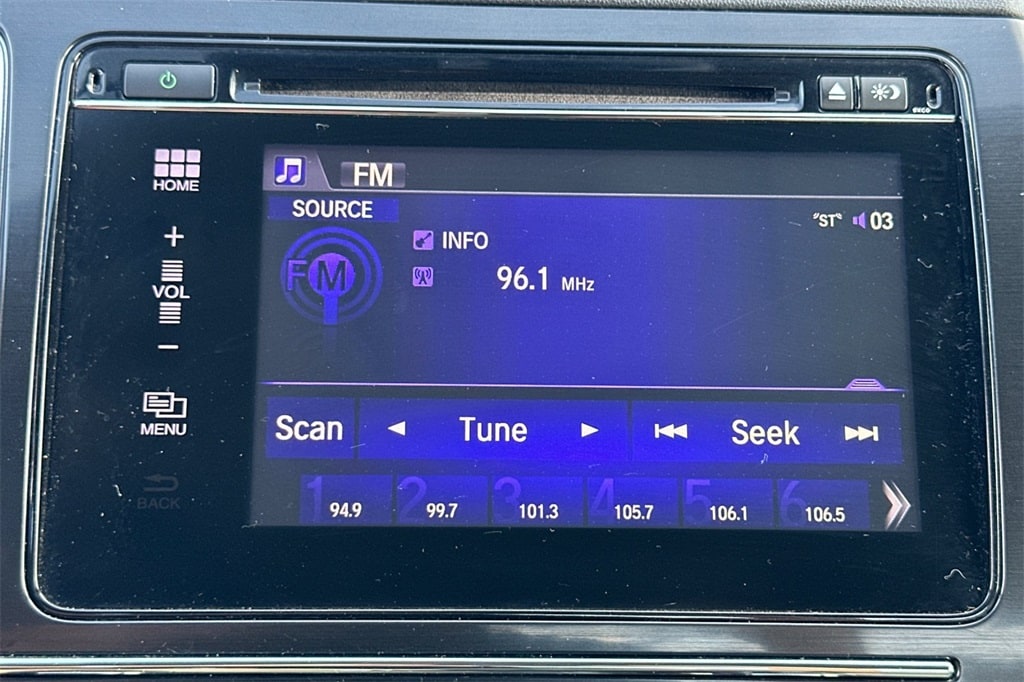 FM
HOME
SOURCE
"ST" 03
INFO
FM
96.1 MHz
+
VOL
−
MENU
Scan Tune Seek
BACK
1 94.9 2 99.7 3 101.3 4 105.7 5 106.1 6 106.5